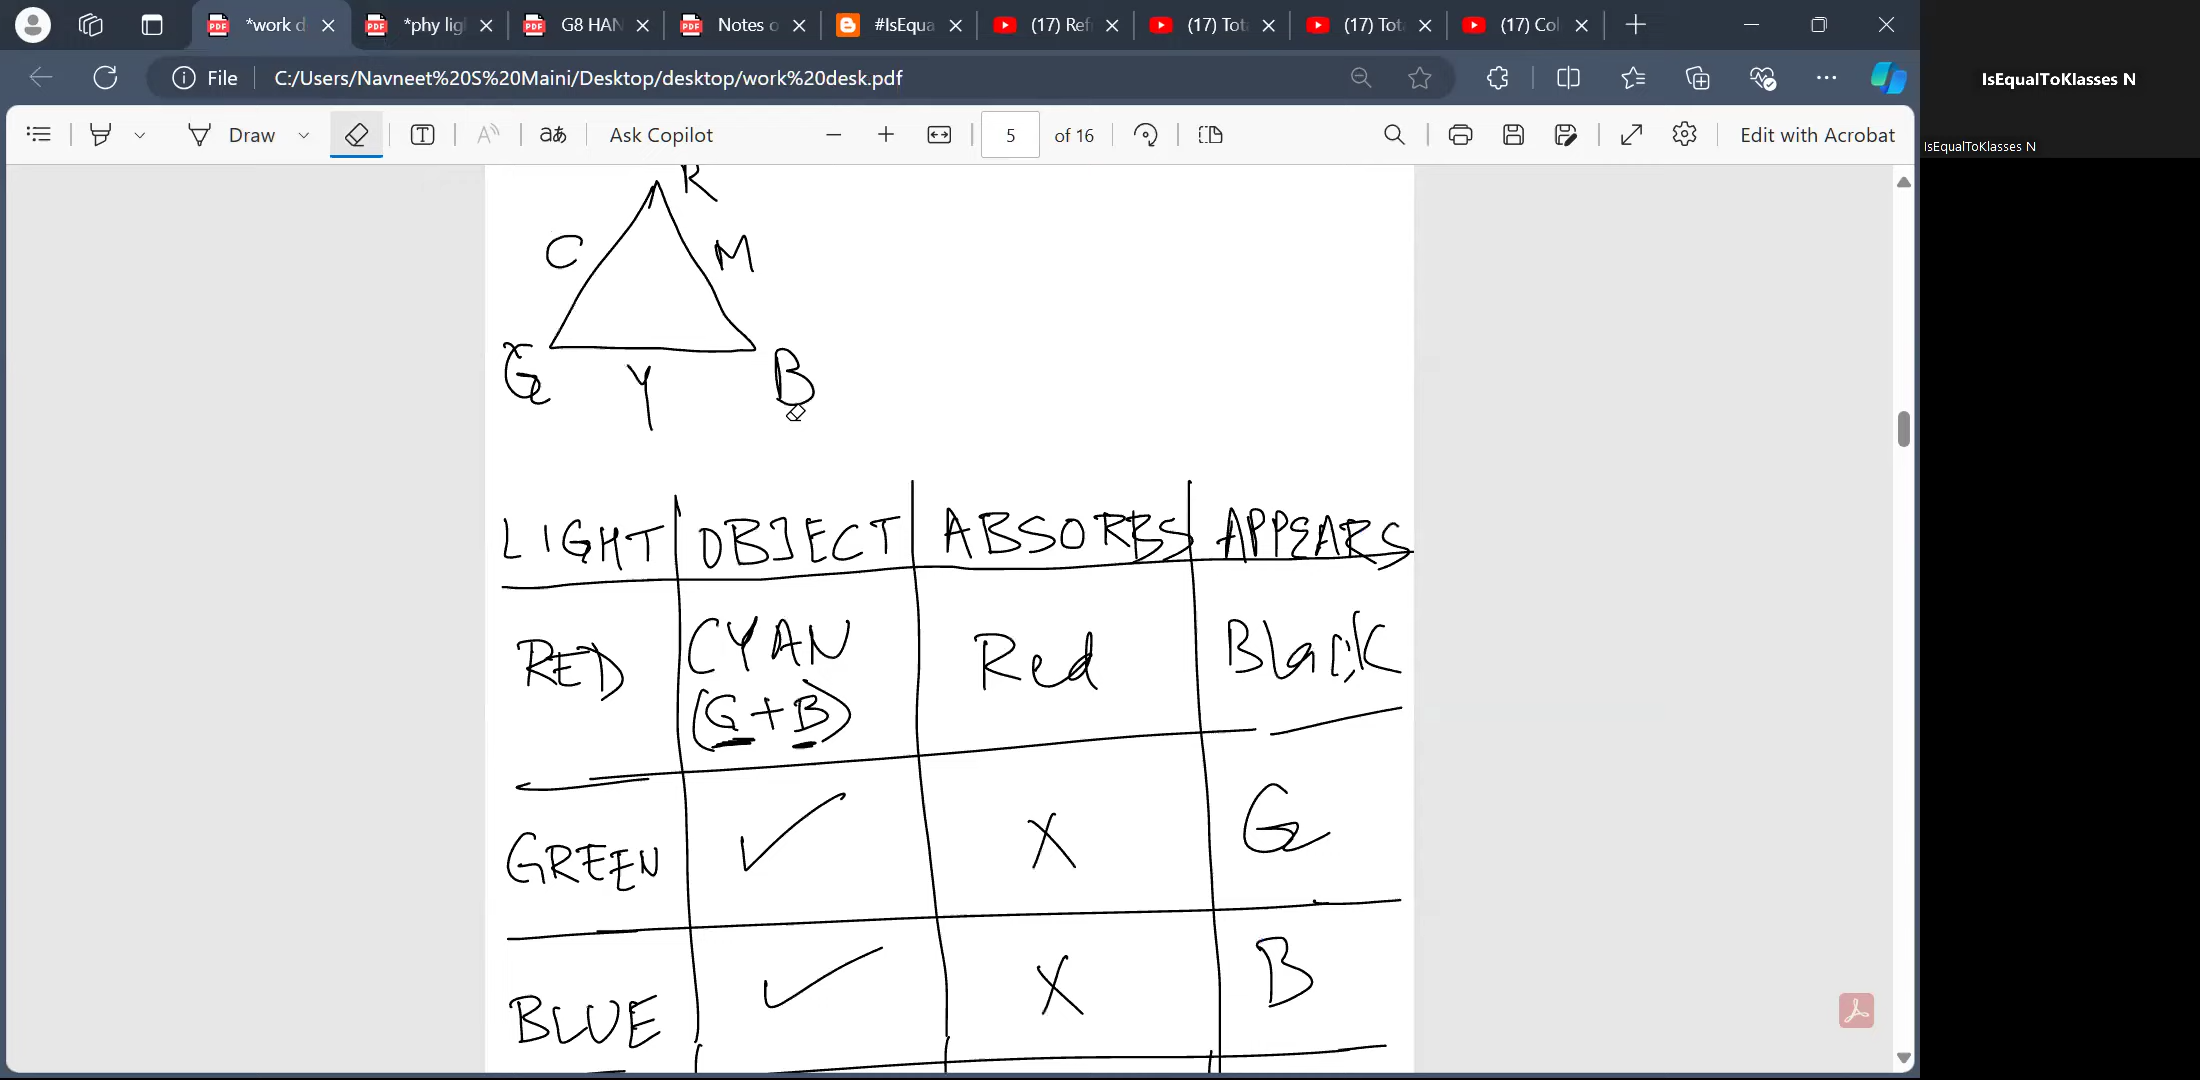 *work d
*phy lig
G8 HAN
Notes o
#IsEqua
(17) Ref
(17) Tot
(17) Tot
(17) Col
File
C:/Users/Navneet%20S%20Maini/Desktop/desktop/work%20desk.pdf
IsEqualToKlasses N
IsEqualToKlasses N
Draw
Ask Copilot
5
of 16
Edit with Acrobat
R
C
M
G
Y
B
LIGHT OBJECT ABSORBS APPEARS
RED CYAN Red Black
(G+B)
GREEN ✓ X G
BLUE ✓ X B